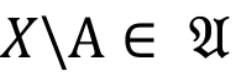 X\A ∈ 𝔄